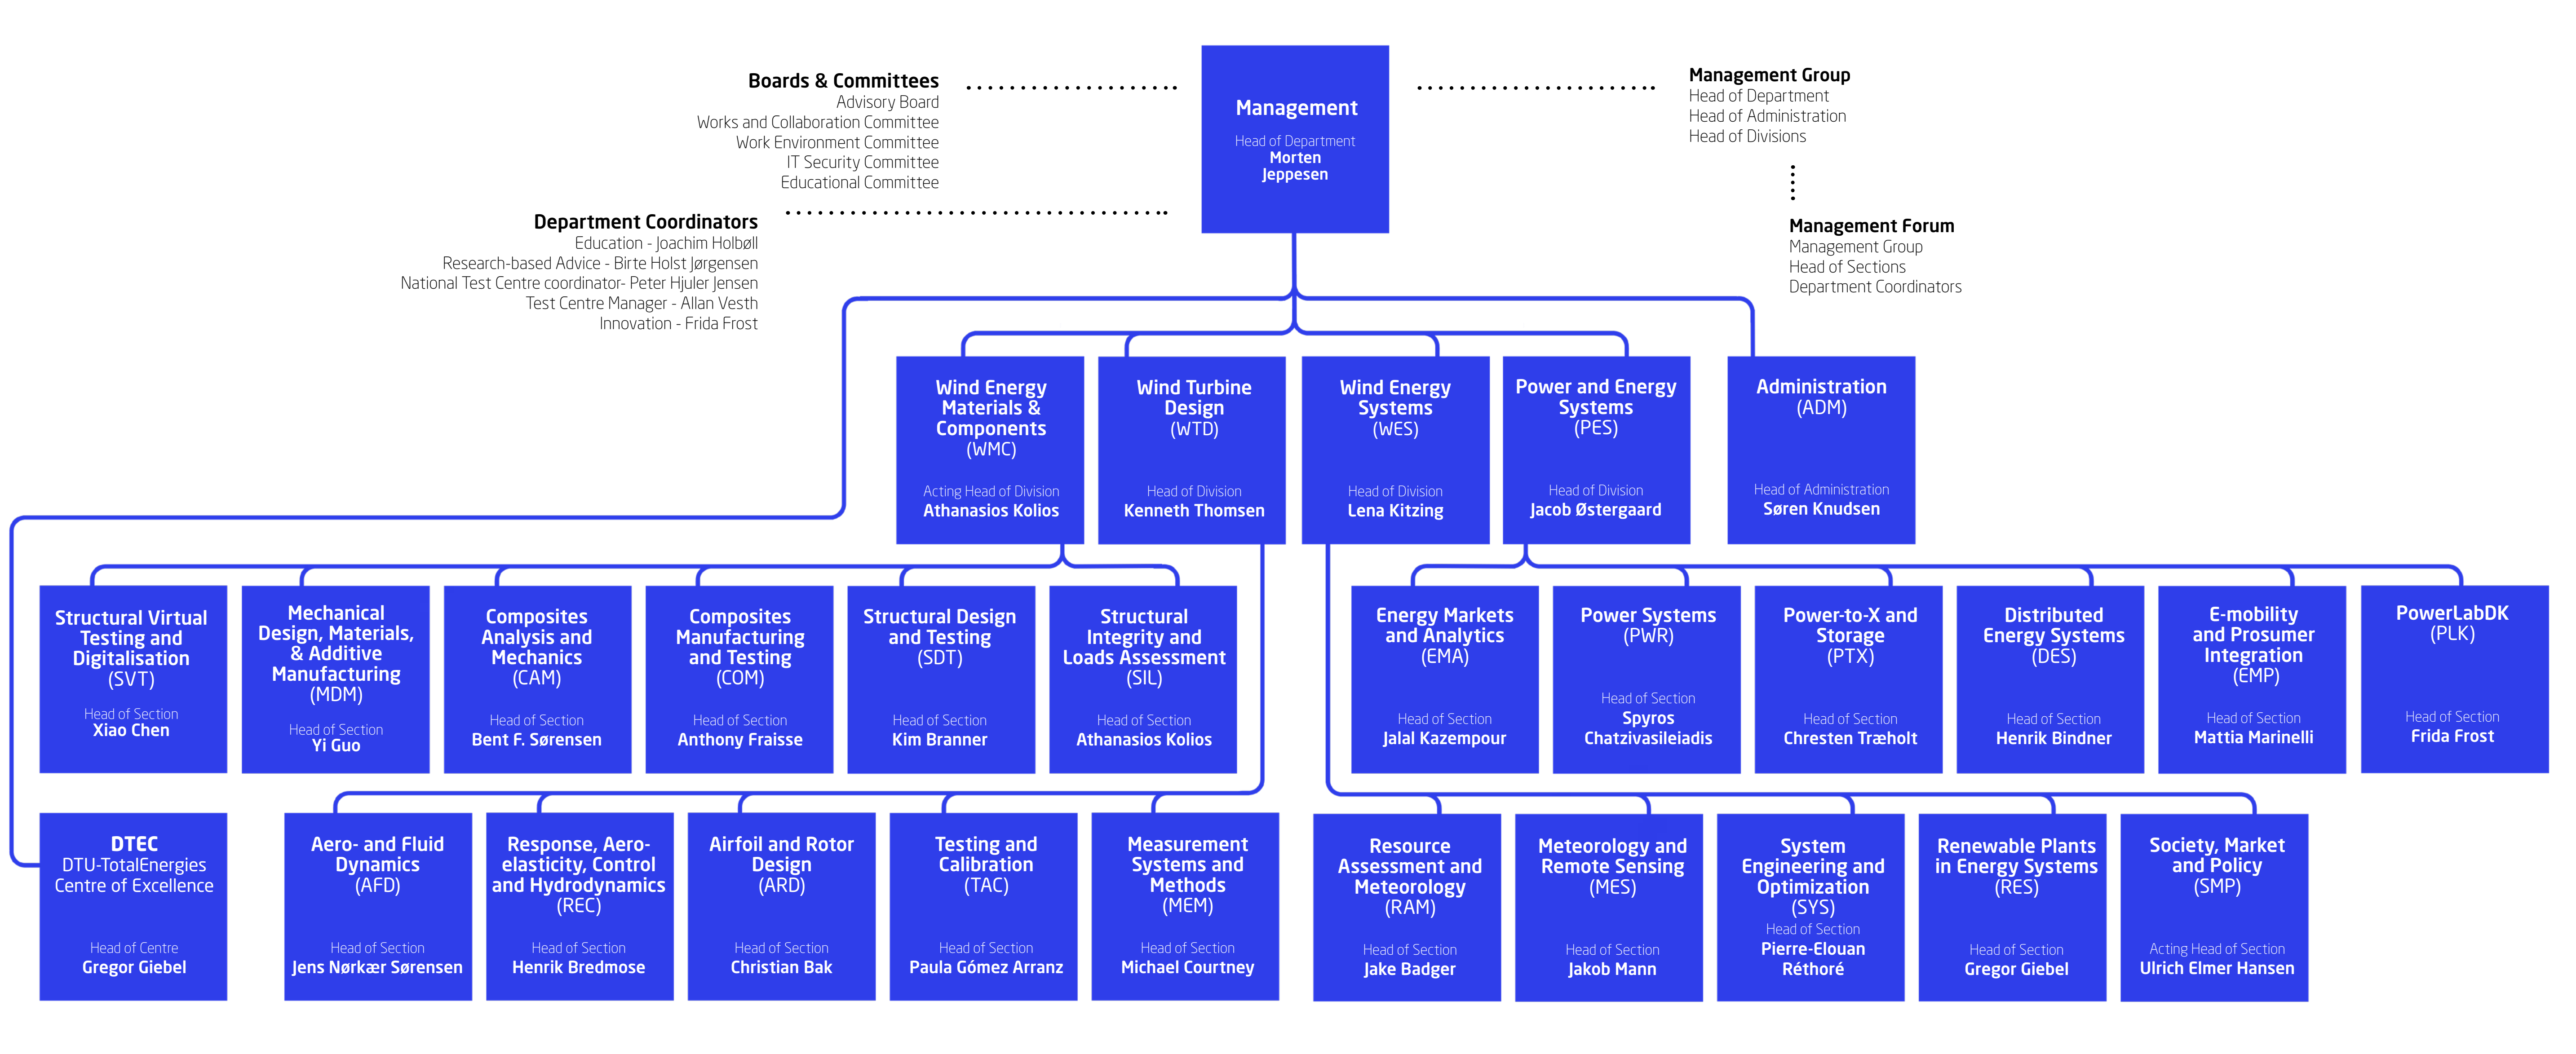 Boards & Committees
Advisory Board
Works and Collaboration Committee
Work Environment Committee
IT Security Committee
Educational Committee
Department Coordinators
Education - Joachim Holbøll
Research-based Advice - Birte Holst Jørgensen
National Test Centre coordinator- Peter Hjuler Jensen
Test Centre Manager - Allan Vesth
Innovation - Frida Frost
Management
Head of Department
Morten
Jeppesen
Management Group
Head of Department
Head of Administration
Head of Divisions
Management Forum
Management Group
Head of Sections
Department Coordinators
Wind Energy
Materials &
Components
(WMC)
Acting Head of Division
Athanasios Kolios
Wind Turbine
Design
(WTD)
Head of Division
Kenneth Thomsen
Wind Energy
Systems
(WES)
Head of Division
Lena Kitzing
Power and Energy
Systems
(PES)
Head of Division
Jacob Østergaard
Administration
(ADM)
Head of Administration
Søren Knudsen
Structural Virtual
Testing and
Digitalisation
(SVT)
Head of Section
Xiao Chen
Mechanical
Design, Materials,
& Additive
Manufacturing
(MDM)
Head of Section
Yi Guo
Composites
Analysis and
Mechanics
(CAM)
Head of Section
Bent F. Sørensen
Composites
Manufacturing
and Testing
(COM)
Head of Section
Anthony Fraisse
Structural Design
and Testing
(SDT)
Head of Section
Kim Branner
Structural
Integrity and
Loads Assessment
(SIL)
Head of Section
Athanasios Kolios
Energy Markets
and Analytics
(EMA)
Head of Section
Jalal Kazempour
Power Systems
(PWR)
Head of Section
Spyros
Chatzivasileiadis
Power-to-X and
Storage
(PTX)
Head of Section
Chresten Træholt
Distributed
Energy Systems
(DES)
Head of Section
Henrik Bindner
E-mobility
and Prosumer
Integration
(EMP)
Head of Section
Mattia Marinelli
PowerLabDK
(PLK)
Head of Section
Frida Frost
DTEC
DTU-TotalEnergies
Centre of Excellence
Head of Centre
Gregor Giebel
Aero- and Fluid
Dynamics
(AFD)
Head of Section
Jens Nørkær Sørensen
Response, Aero-
elasticity, Control
and Hydrodynamics
(REC)
Head of Section
Henrik Bredmose
Airfoil and Rotor
Design
(ARD)
Head of Section
Christian Bak
Testing and
Calibration
(TAC)
Head of Section
Paula Gómez Arranz
Measurement
Systems and
Methods
(MEM)
Head of Section
Michael Courtney
Resource
Assessment and
Meteorology
(RAM)
Head of Section
Jake Badger
Meteorology and
Remote Sensing
(MES)
Head of Section
Jakob Mann
System
Engineering and
Optimization
(SYS)
Head of Section
Pierre-Elouan
Réthoré
Renewable Plants
in Energy Systems
(RES)
Head of Section
Gregor Giebel
Society, Market
and Policy
(SMP)
Acting Head of Section
Ulrich Elmer Hansen